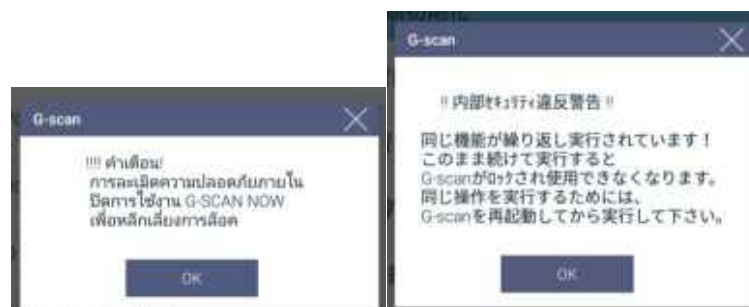 G-scan
!!!! คำเตือน!
การละเมิดความปลอดภัยภายใน
ปิดการใช้งาน G-SCAN NOW
เพื่อหลีกเลี่ยงการล๊อค
OK
G-scan
!! 内部ｾｷｭﾘﾃｨ違反警告 !!
同じ機能が繰り返し実行されています！
このまま続けて実行すると
G-scanがﾛｯｸされ使用できなくなります。
同じ操作を実行するためには、
G-scanを再起動してから実行して下さい。
OK